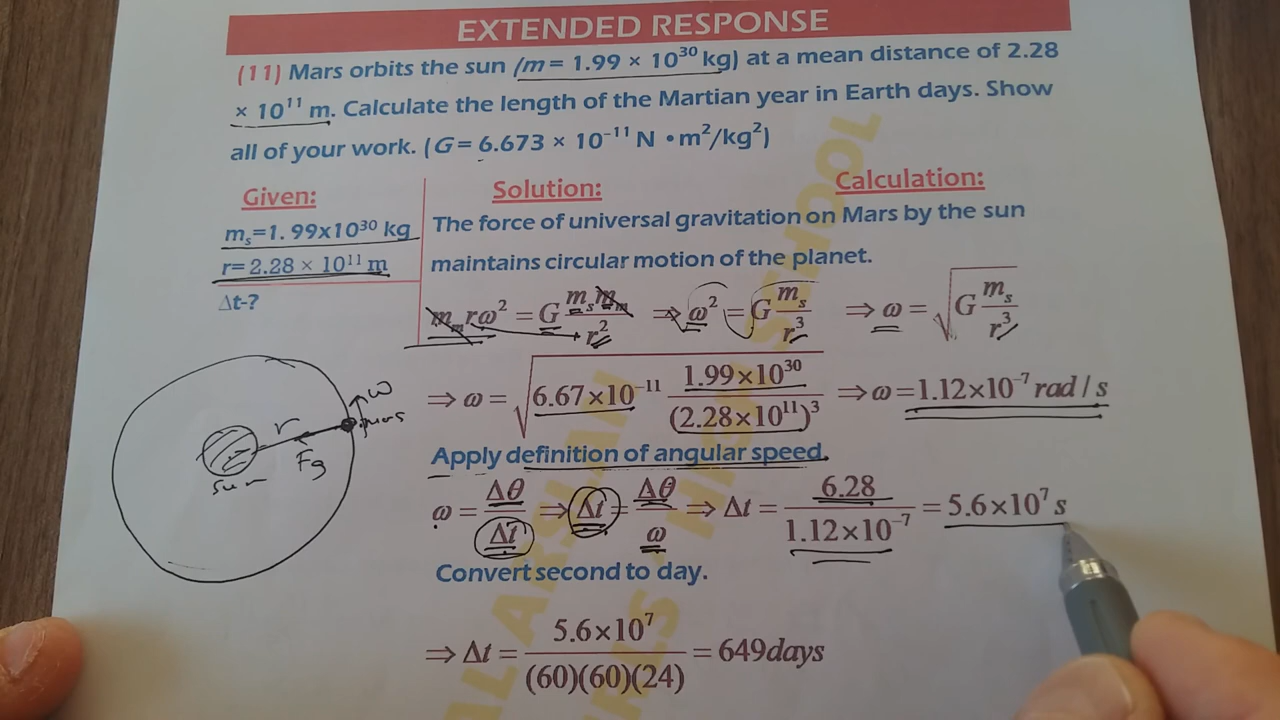 EXTENDED RESPONSE
(11) Mars orbits the sun (m = 1.99 × 10³⁰ kg) at a mean distance of 2.28
× 10¹¹ m. Calculate the length of the Martian year in Earth days. Show
all of your work. (G = 6.673 × 10⁻¹¹ N • m²/kg²)
Given: Solution: Calculation:
mₛ=1. 99x10³⁰ kg
r= 2.28 × 10¹¹ m
Δt-?
The force of universal gravitation on Mars by the sun
maintains circular motion of the planet.
mₘrω² = G mₛmₘ/r² ⇒ ω² = G mₛ/r³ ⇒ ω = √(G mₛ/r³)
⇒ ω = √(6.67×10⁻¹¹ 1.99×10³⁰/(2.28×10¹¹)³) ⇒ ω =1.12×10⁻⁷ rad / s
ω
r
mars
Fg
sun
Apply definition of angular speed.
ω = Δθ/Δt ⇒ Δt = Δθ/ω ⇒ Δt = 6.28/1.12×10⁻⁷ = 5.6×10⁷ s
Convert second to day.
⇒ Δt = 5.6×10⁷/(60)(60)(24) = 649days